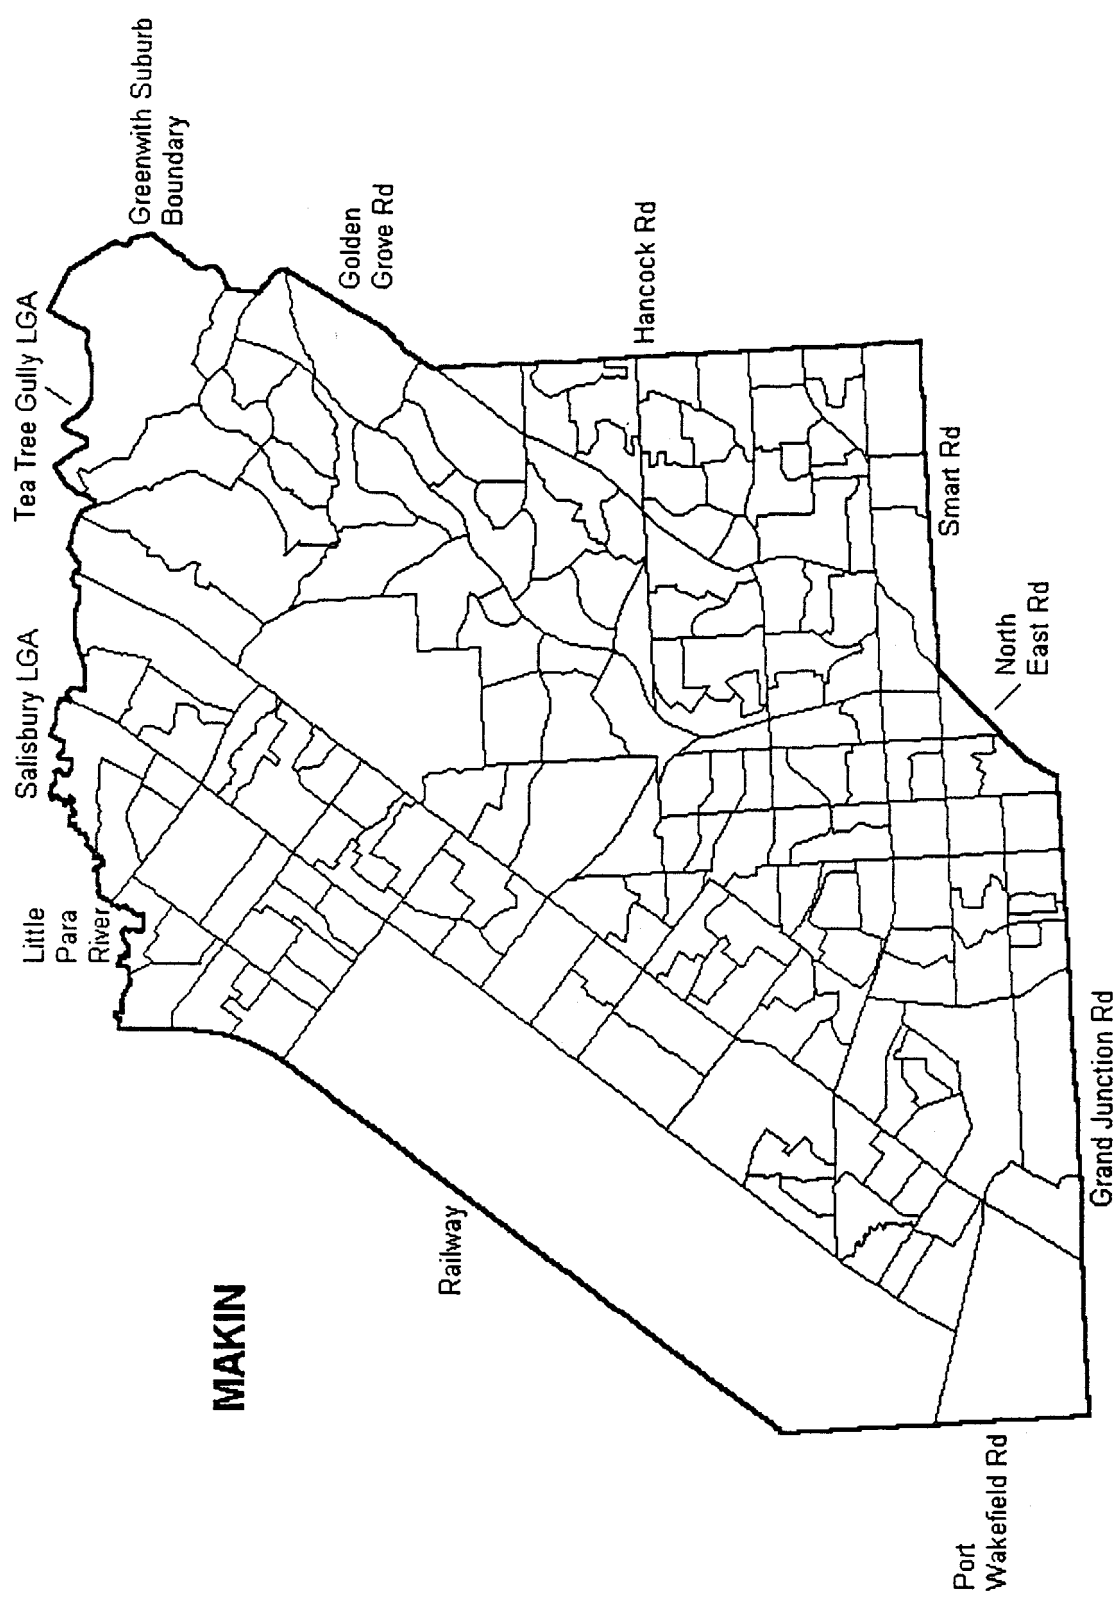 MAKIN
Little
Para
River
Salisbury LGA
Tea Tree Gully LGA
Greenwith Suburb
Boundary
Golden
Grove Rd
Hancock Rd
Railway
Smart Rd
North
East Rd
Port
Wakefield Rd
Grand Junction Rd